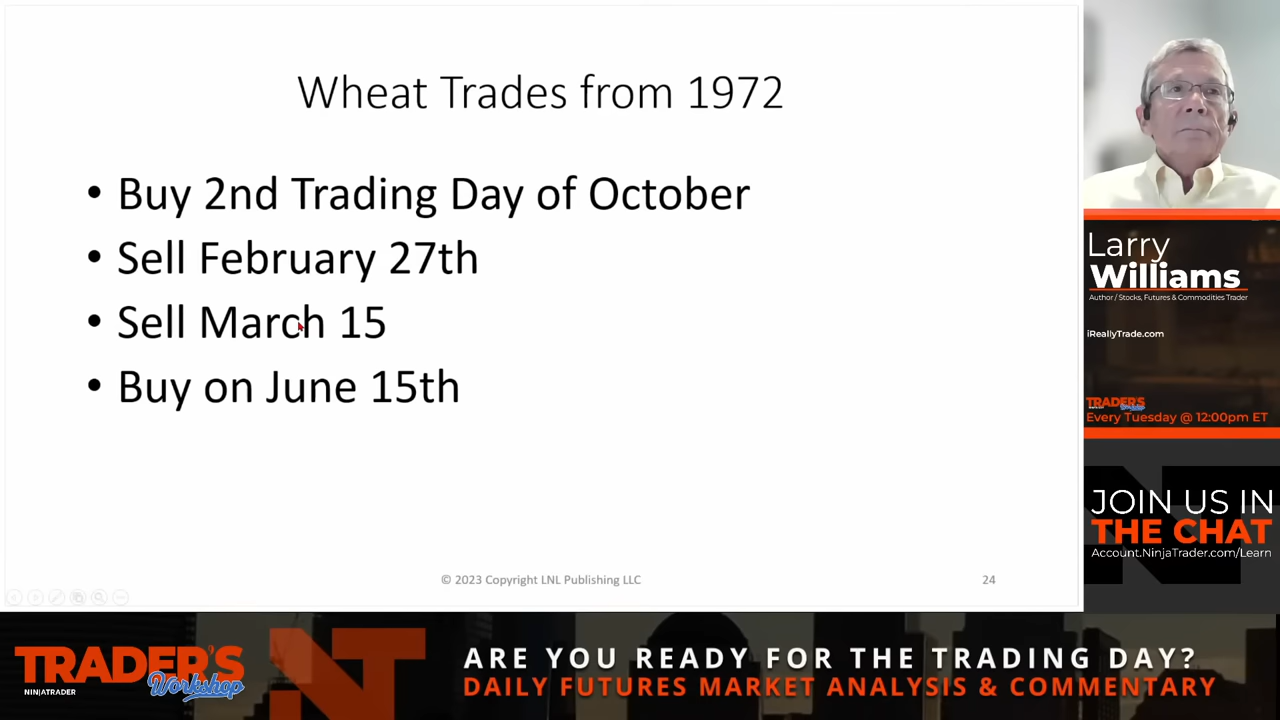 Wheat Trades from 1972
• Buy 2nd Trading Day of October
• Sell February 27th
• Sell March 15
• Buy on June 15th
© 2023 Copyright LNL Publishing LLC
24
Larry
Williams
Author / Stocks, Futures & Commodities Trader
iReallyTrade.com
TRADER'S
Workshop
Every Tuesday @ 12:00pm ET
JOIN US IN
THE CHAT
Account.NinjaTrader.com/Learn
TRADER'S
NINJATRADER
Workshop
NT
ARE YOU READY FOR THE TRADING DAY?
DAILY FUTURES MARKET ANALYSIS & COMMENTARY